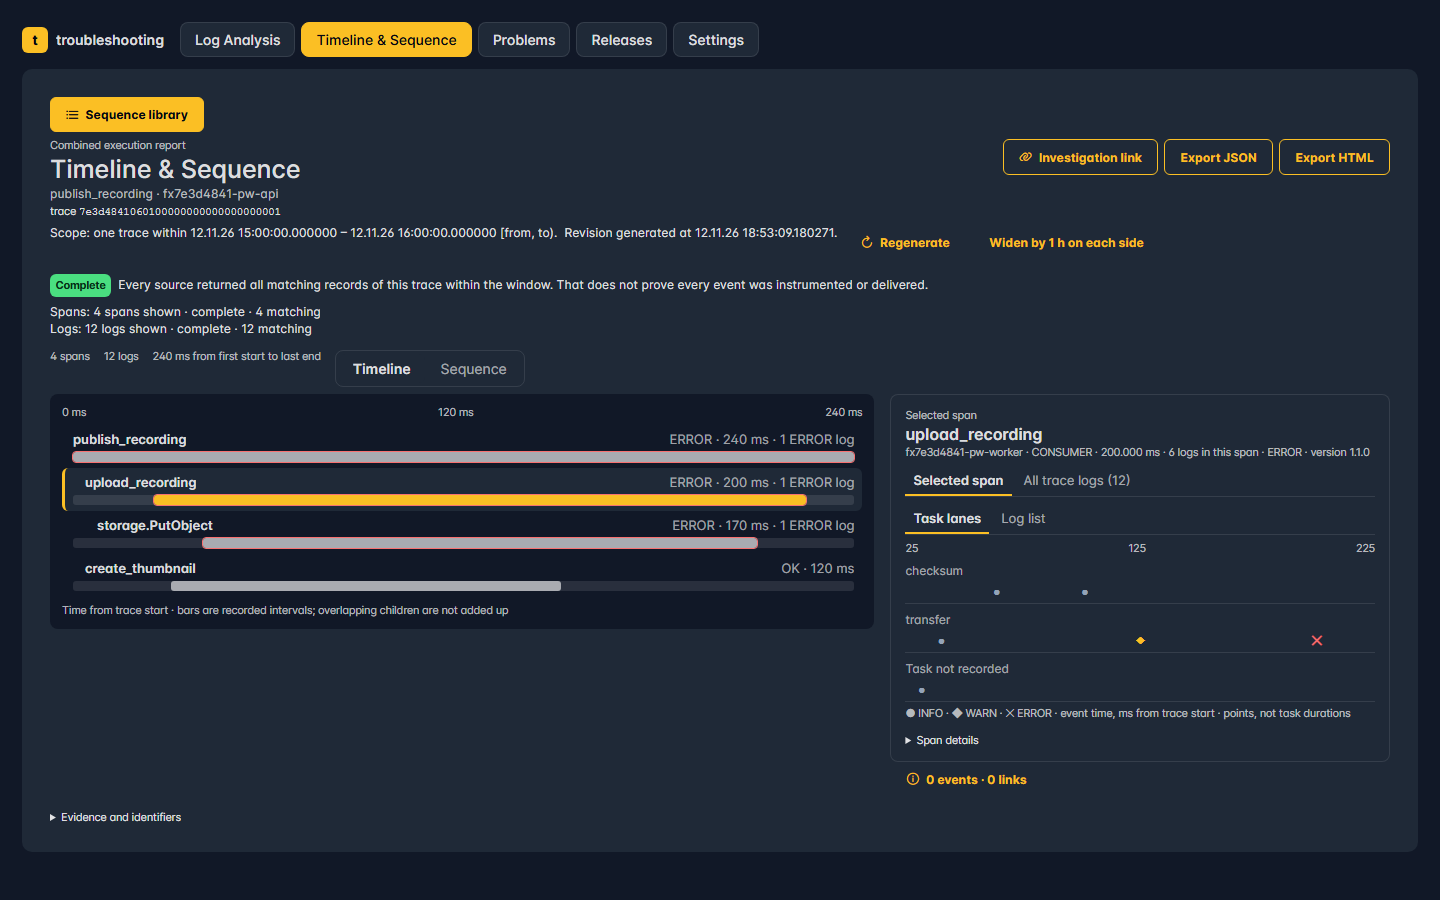 t troubleshooting Log Analysis Timeline & Sequence Problems Releases Settings
Sequence library
Combined execution report
Timeline & Sequence
publish_recording · fx7e3d4841-pw-api
Investigation link Export JSON Export HTML
Scope: one trace within 12.11.26 15:00:00.000000 – 12.11.26 16:00:00.000000 [from, to). Revision generated at 12.11.26 18:53:09.180271.
Regenerate Widen by 1 h on each side
Complete Every source returned all matching records of this trace within the window. That does not prove every event was instrumented or delivered.
Spans: 4 spans shown · complete · 4 matching
Logs: 12 logs shown · complete · 12 matching
4 spans 12 logs 240 ms from first start to last end Timeline Sequence
0 ms 120 ms 240 ms
publish_recording ERROR · 240 ms · 1 ERROR log
upload_recording ERROR · 200 ms · 1 ERROR log
storage.PutObject ERROR · 170 ms · 1 ERROR log
create_thumbnail OK · 120 ms
Time from trace start · bars are recorded intervals; overlapping children are not added up
Selected span
upload_recording
fx7e3d4841-pw-worker · CONSUMER · 200.000 ms · 6 logs in this span · ERROR · version 1.1.0
Selected span All trace logs (12)
Task lanes Log list
25 125 225
checksum
transfer
Task not recorded
INFO · WARN · ERROR · event time, ms from trace start · points, not task durations
Span details
0 events · 0 links
Evidence and identifiers